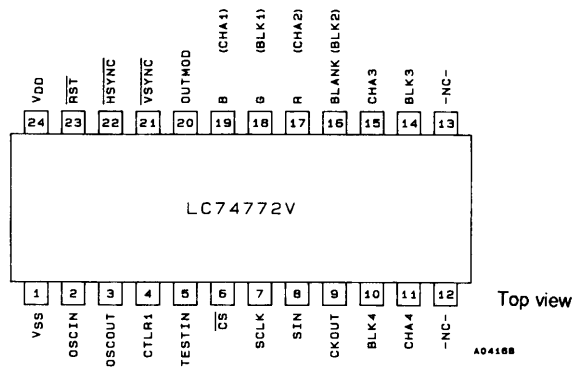 (CHA1) (BLK1) (CHA2) (BLK2)
VDD RST HSYNC VSYNC OUTMOD B G R BLANK CHA3 BLK3 -NC-
24 23 22 21 20 19 18 17 16 15 14 13
LC74772V
1 2 3 4 5 6 7 8 9 10 11 12
Top view
VSS OSCIN OSCOUT CTLR1 TESTIN CS SCLK SIN CKOUT BLK4 CHA4 -NC-
A04168